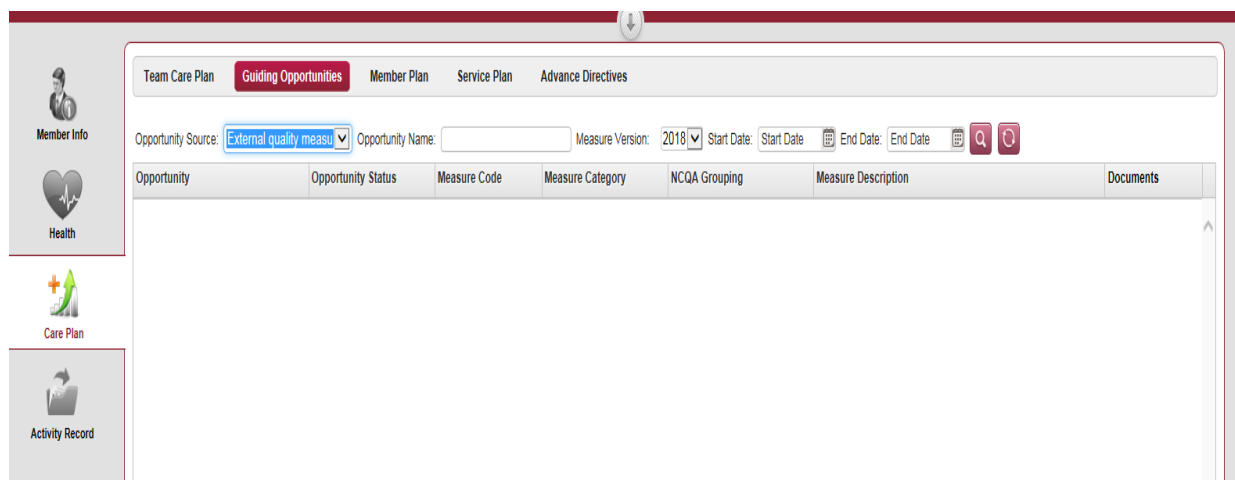 Team Care Plan Guiding Opportunities Member Plan Service Plan Advance Directives
Member Info
Opportunity Source: External quality measu Opportunity Name: Measure Version: 2018 Start Date: Start Date End Date: End Date
Opportunity Opportunity Status Measure Code Measure Category NCQA Grouping Measure Description Documents
Health
Care Plan
Activity Record